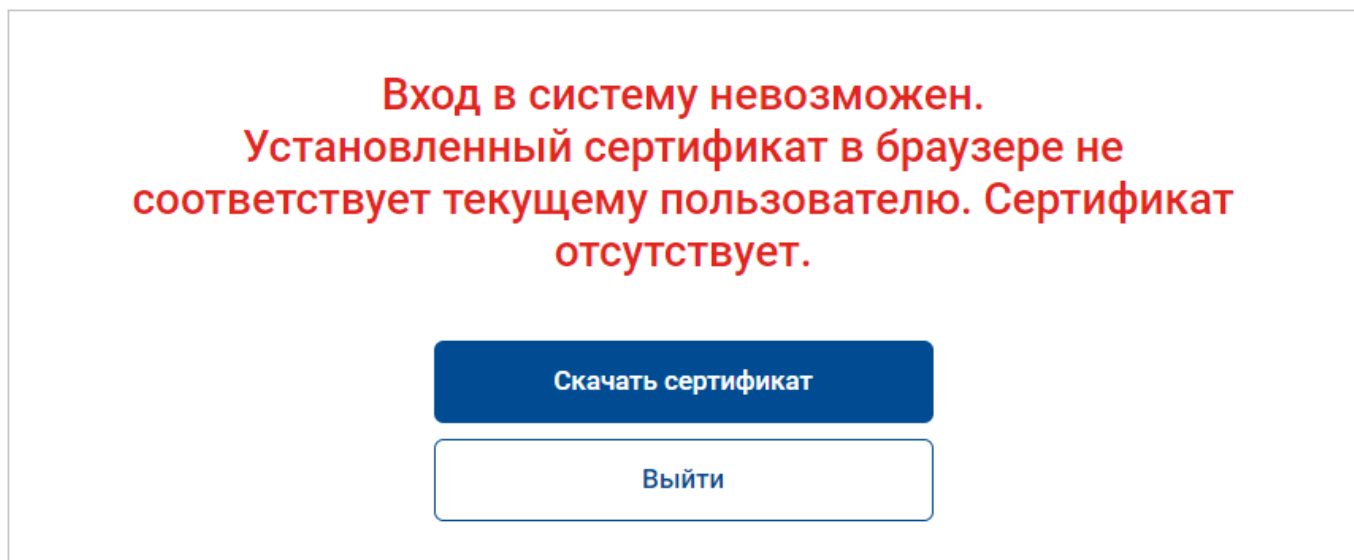 Вход в систему невозможен.
Установленный сертификат в браузере не
соответствует текущему пользователю. Сертификат
отсутствует.
Скачать сертификат
Выйти